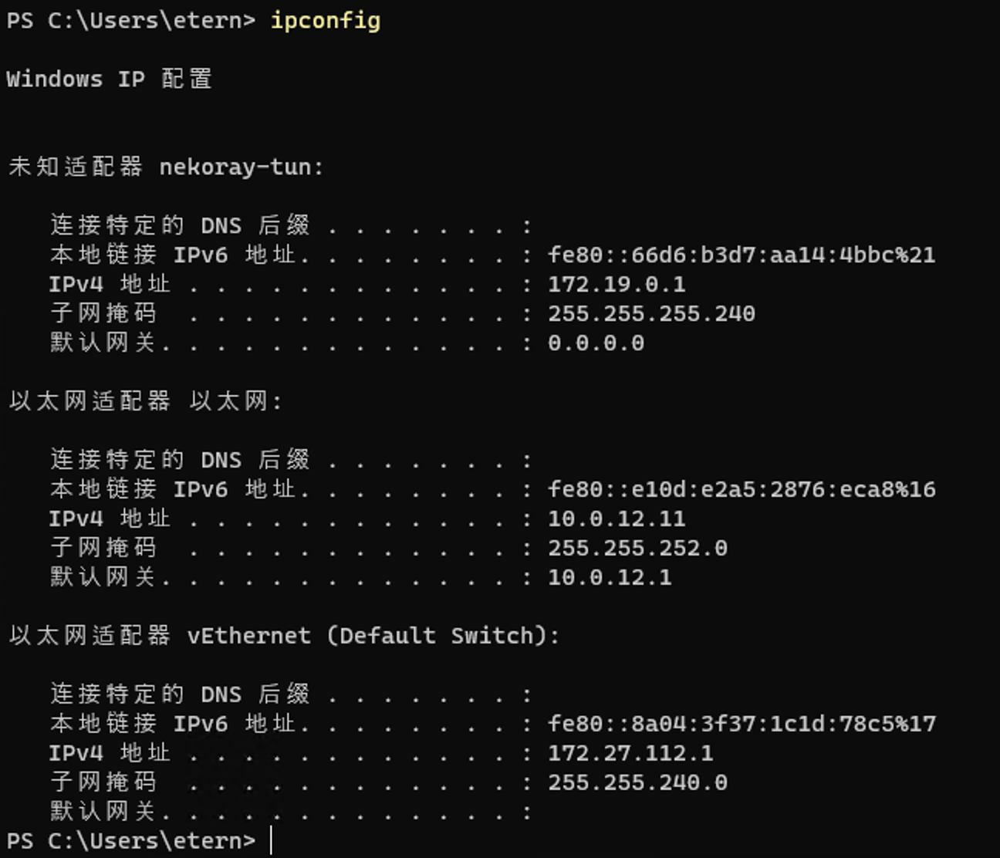 PS C:\Users\etern> ipconfig
Windows IP 配置
未知适配器 nekoray-tun:
连接特定的 DNS 后缀 . . . . . . . :
本地链接 IPv6 地址. . . . . . . . : fe80::66d6:b3d7:aa14:4bbc%21
IPv4 地址 . . . . . . . . . . . . : 172.19.0.1
子网掩码  . . . . . . . . . . . . : 255.255.255.240
默认网关. . . . . . . . . . . . . : 0.0.0.0
以太网适配器 以太网:
连接特定的 DNS 后缀 . . . . . . . :
本地链接 IPv6 地址. . . . . . . . : fe80::e10d:e2a5:2876:eca8%16
IPv4 地址 . . . . . . . . . . . . : 10.0.12.11
子网掩码  . . . . . . . . . . . . : 255.255.252.0
默认网关. . . . . . . . . . . . . : 10.0.12.1
以太网适配器 vEthernet (Default Switch):
连接特定的 DNS 后缀 . . . . . . . :
本地链接 IPv6 地址. . . . . . . . : fe80::8a04:3f37:1c1d:78c5%17
IPv4 地址 . . . . . . . . . . . . : 172.27.112.1
子网掩码  . . . . . . . . . . . . : 255.255.240.0
默认网关. . . . . . . . . . . . . :
PS C:\Users\etern>